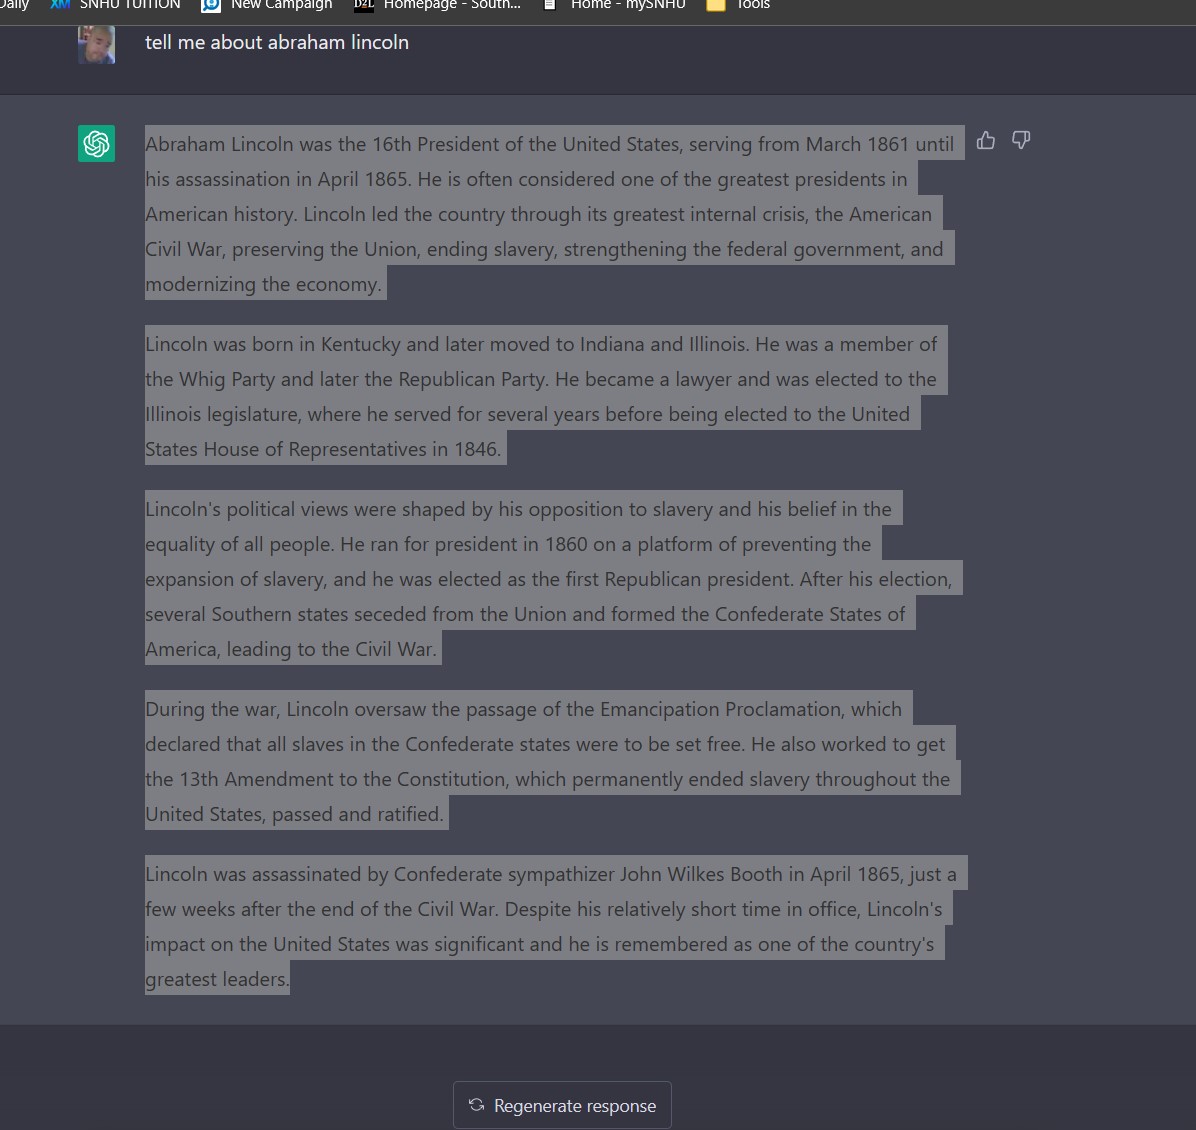 Daily SNHU TUITION New Campaign D2L Homepage - South... Home - mySNHU Tools
tell me about abraham lincoln
Abraham Lincoln was the 16th President of the United States, serving from March 1861 until
his assassination in April 1865. He is often considered one of the greatest presidents in
American history. Lincoln led the country through its greatest internal crisis, the American
Civil War, preserving the Union, ending slavery, strengthening the federal government, and
modernizing the economy.
Lincoln was born in Kentucky and later moved to Indiana and Illinois. He was a member of
the Whig Party and later the Republican Party. He became a lawyer and was elected to the
Illinois legislature, where he served for several years before being elected to the United
States House of Representatives in 1846.
Lincoln's political views were shaped by his opposition to slavery and his belief in the
equality of all people. He ran for president in 1860 on a platform of preventing the
expansion of slavery, and he was elected as the first Republican president. After his election,
several Southern states seceded from the Union and formed the Confederate States of
America, leading to the Civil War.
During the war, Lincoln oversaw the passage of the Emancipation Proclamation, which
declared that all slaves in the Confederate states were to be set free. He also worked to get
the 13th Amendment to the Constitution, which permanently ended slavery throughout the
United States, passed and ratified.
Lincoln was assassinated by Confederate sympathizer John Wilkes Booth in April 1865, just a
few weeks after the end of the Civil War. Despite his relatively short time in office, Lincoln's
impact on the United States was significant and he is remembered as one of the country's
greatest leaders.
Regenerate response